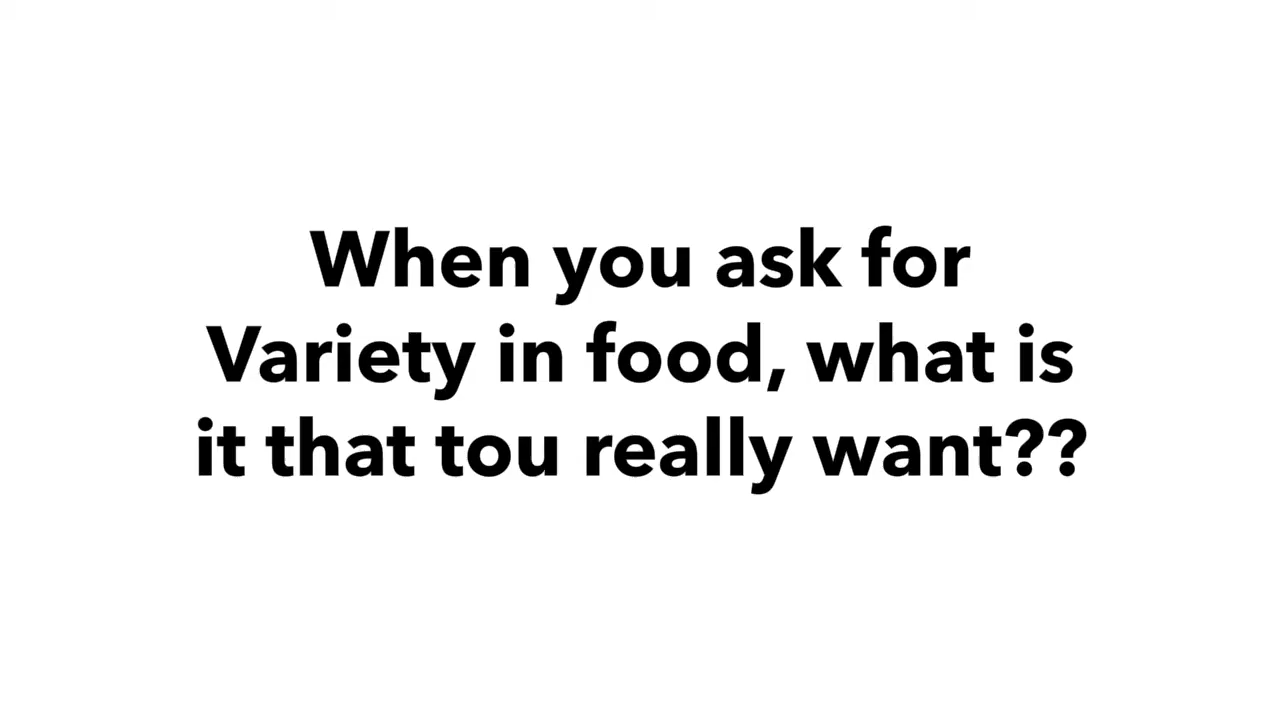 When you ask for
Variety in food, what is
it that tou really want??